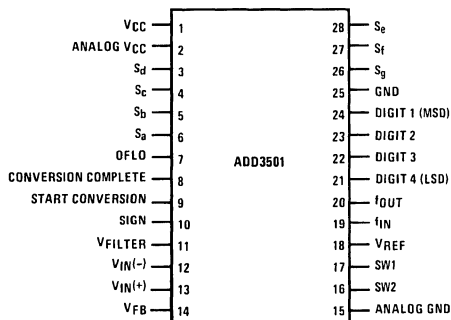 VCC 1
ANALOG VCC 2
Sd 3
Sc 4
Sb 5
Sa 6
OFLO 7
CONVERSION COMPLETE 8
START CONVERSION 9
SIGN 10
VFILTER 11
VIN(-) 12
VIN(+) 13
VFB 14
ADD3501
28 Se
27 Sf
26 Sg
25 GND
24 DIGIT 1 (MSD)
23 DIGIT 2
22 DIGIT 3
21 DIGIT 4 (LSD)
20 fOUT
19 fIN
18 VREF
17 SW1
16 SW2
15 ANALOG GND